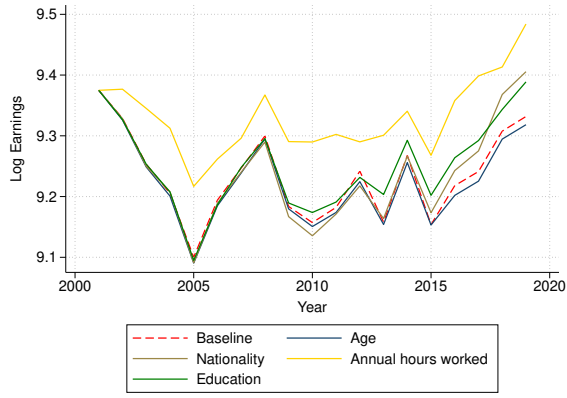 9.5
9.4
9.3
9.2
9.1
Log Earnings
2000 2005 2010 2015 2020
Year
Baseline Age
Nationality Annual hours worked
Education